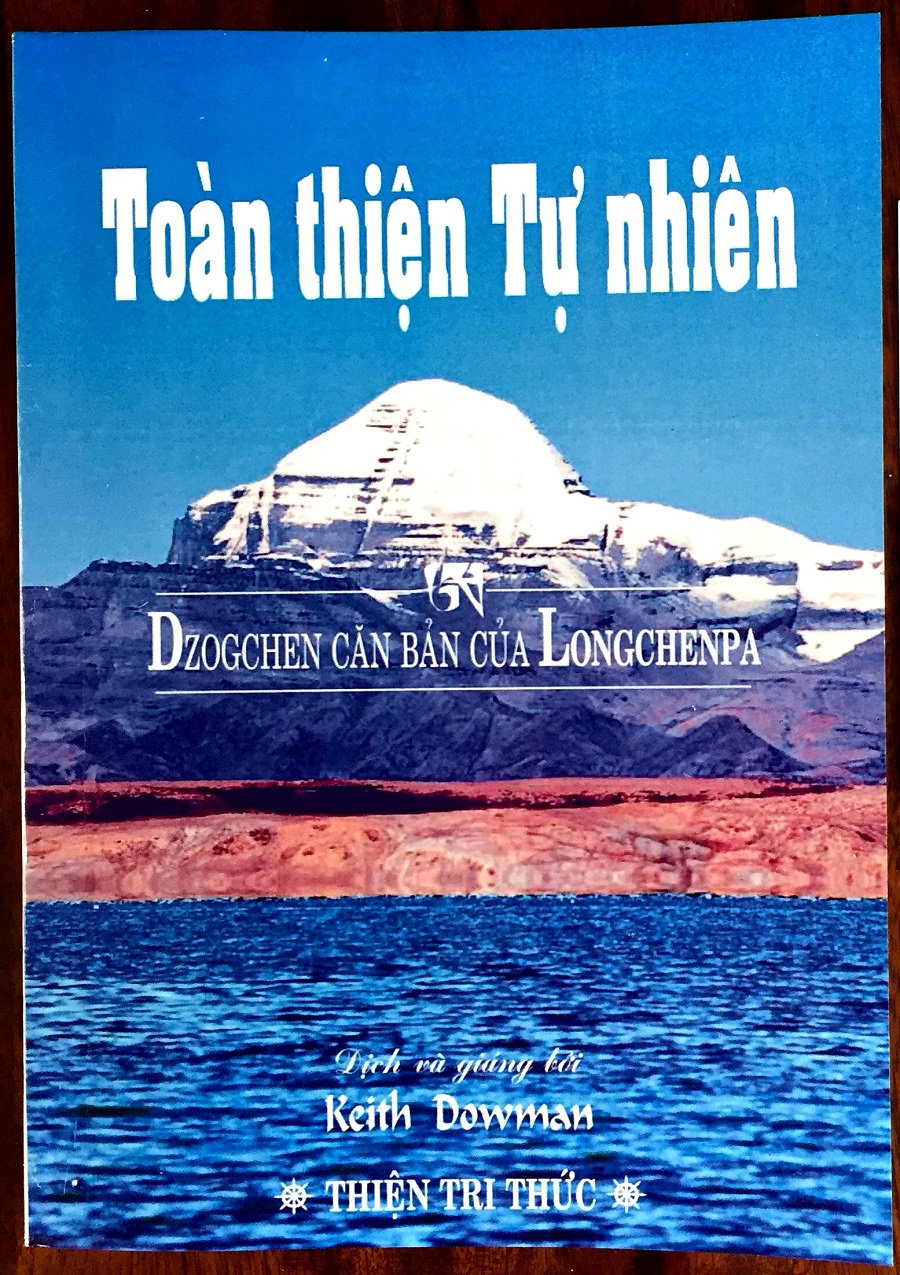 Toàn thiện Tự nhiên
DZOGCHEN CĂN BẢN CỦA LONGCHENPA
Dịch và giảng bởi
Keith Dowman
THIỆN TRI THỨC